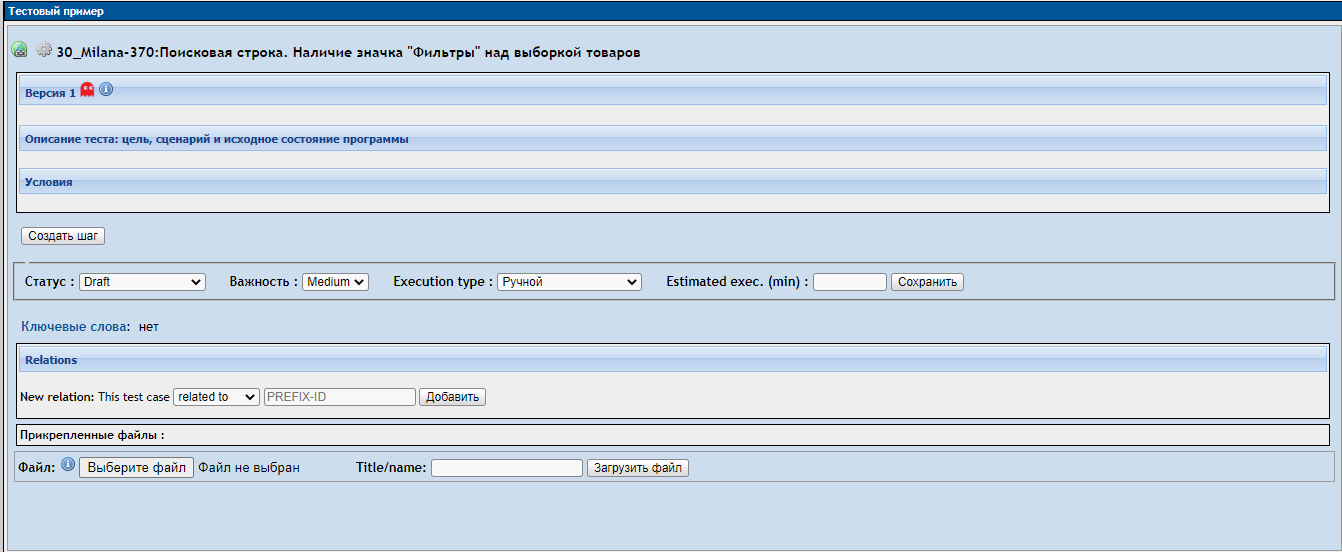 Тестовый пример
30_Milana-370:Поисковая строка. Наличие значка "Фильтры" над выборкой товаров
Версия 1
Описание теста: цель, сценарий и исходное состояние программы
Условия
Создать шаг
Статус : Draft Важность : Medium Execution type : Ручной Estimated exec. (min) : Сохранить
Ключевые слова: нет
Relations
New relation: This test case related to PREFIX-ID Добавить
Прикрепленные файлы :
Файл: Выберите файл Файл не выбран Title/name: Загрузить файл